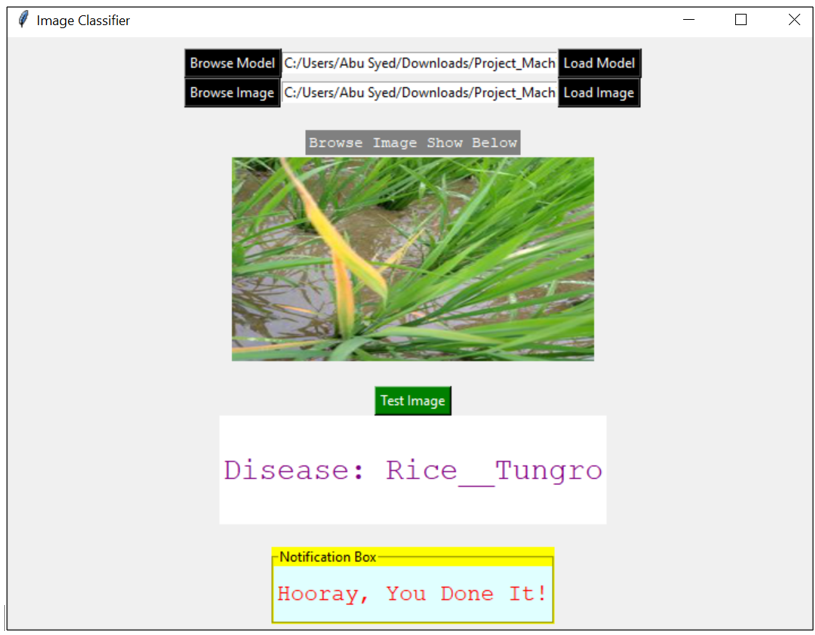 Image Classifier
Browse Model C:/Users/Abu Syed/Downloads/Project_Mach Load Model
Browse Image C:/Users/Abu Syed/Downloads/Project_Mach Load Image
Browse Image Show Below
Test Image
Disease: Rice__Tungro
Notification Box
Hooray, You Done It!